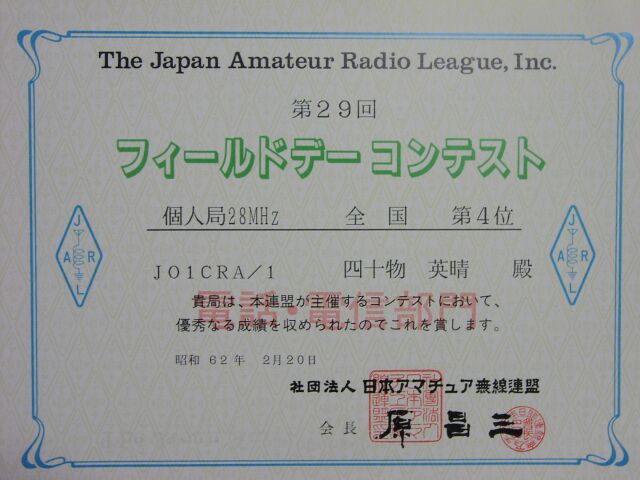 The Japan Amateur Radio League, Inc.
第29回
フィールドデー コンテスト
個人局28MHz 全国 第4位
JO1CRA/1 四十物 英晴 殿
電話・電信部門
貴局は、本連盟が主催するコンテストにおいて、
優秀なる成績を収められたのでこれを賞します。
昭和 62年 2月20日
社団法人 日本アマチュア無線連盟
会長 原昌三
J
A R
L
J
A R
L